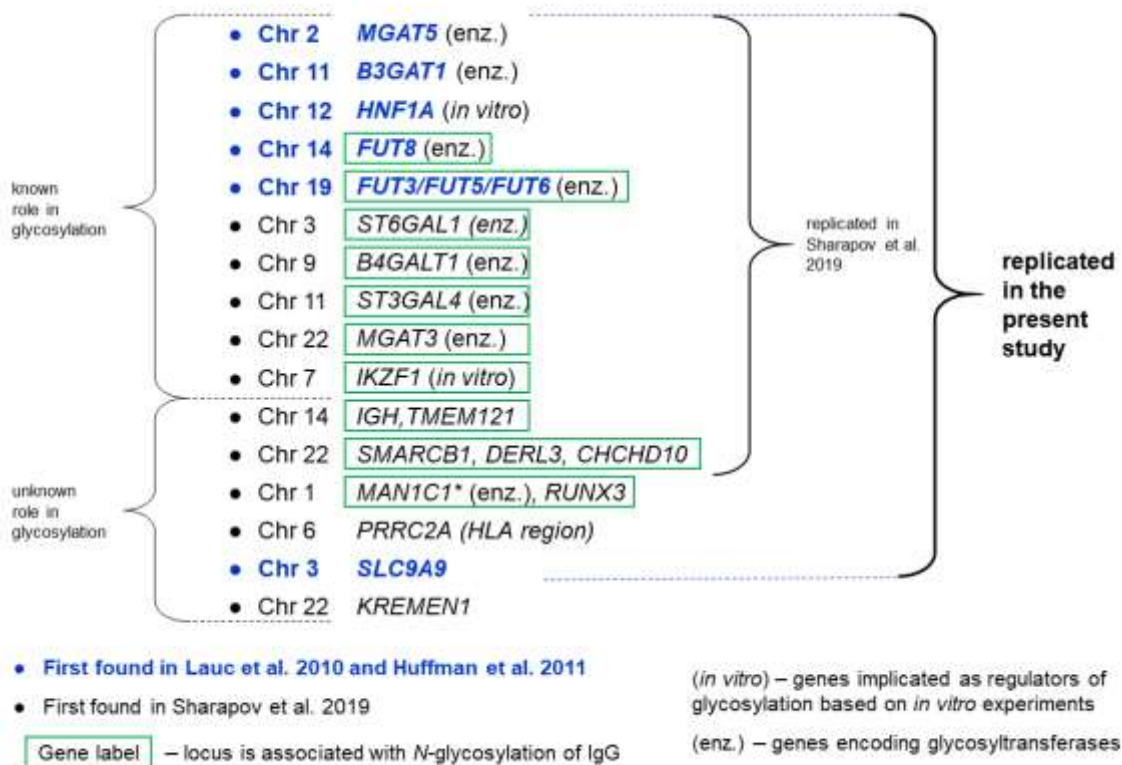 • Chr 2 MGAT5 (enz.)
• Chr 11 B3GAT1 (enz.)
• Chr 12 HNF1A (in vitro)
• Chr 14 FUT8 (enz.)
• Chr 19 FUT3/FUT5/FUT6 (enz.)
• Chr 3 ST6GAL1 (enz.)
• Chr 9 B4GALT1 (enz.)
• Chr 11 ST3GAL4 (enz.)
• Chr 22 MGAT3 (enz.)
• Chr 7 IKZF1 (in vitro)
• Chr 14 IGH,TMEM121
• Chr 22 SMARCB1, DERL3, CHCHD10
• Chr 1 MAN1C1* (enz.), RUNX3
• Chr 6 PRRC2A (HLA region)
• Chr 3 SLC9A9
• Chr 22 KREMEN1
known
role in
glycosylation
unknown
role in
glycosylation
replicated in
Sharapov et al.
2019
replicated
in the
present
study
• First found in Lauc et al. 2010 and Huffman et al. 2011
• First found in Sharapov et al. 2019
Gene label – locus is associated with N-glycosylation of IgG
(in vitro) – genes implicated as regulators of
glycosylation based on in vitro experiments
(enz.) – genes encoding glycosyltransferases